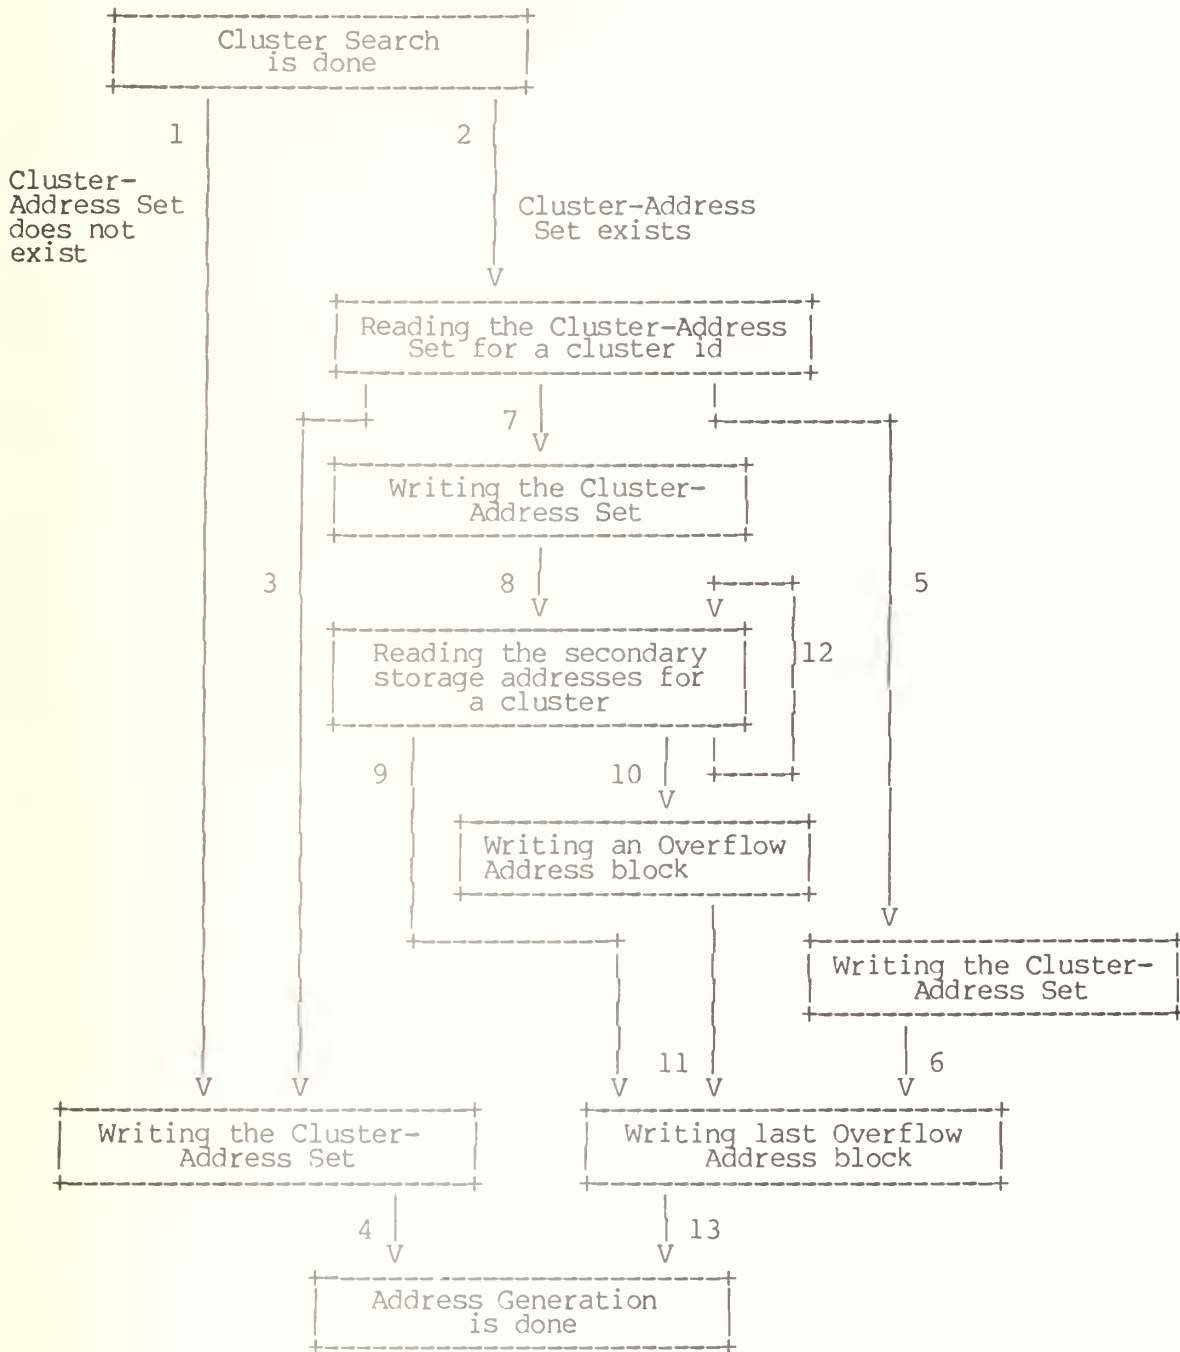 Cluster Search
is done
1
2
Cluster-
Address Set
does not
exist
Cluster-Address
Set exists
Reading the Cluster-Address
Set for a cluster id
7
Writing the Cluster-
Address Set
3
8
5
12
Reading the secondary
storage addresses for
a cluster
9
10
Writing an Overflow
Address block
Writing the Cluster-
Address Set
11
6
Writing the Cluster-
Address Set
Writing last Overflow
Address block
4
13
Address Generation
is done